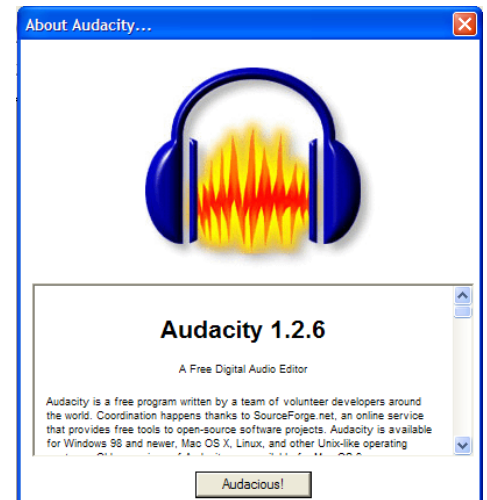 About Audacity...
Audacity 1.2.6
A Free Digital Audio Editor
Audacity is a free program written by a team of volunteer developers around
the world. Coordination happens thanks to SourceForge.net, an online service
that provides free tools to open-source software projects. Audacity is available
for Windows 98 and newer, Mac OS X, Linux, and other Unix-like operating
Audacious!